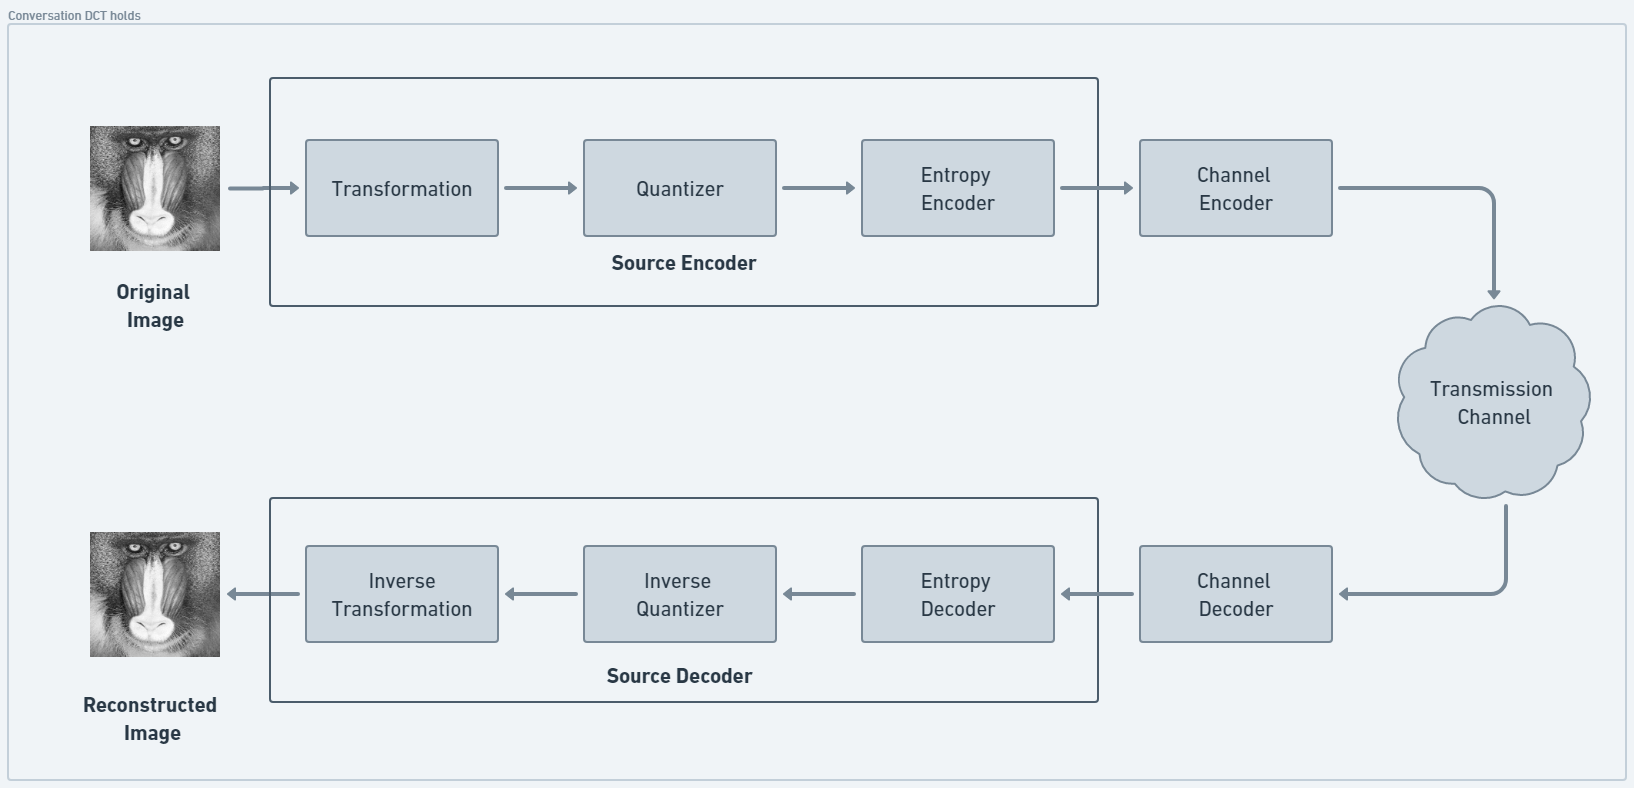 Conversation DCT holds
Transformation
Quantizer
Entropy
Encoder
Channel
Encoder
Source Encoder
Original
Image
Transmission
Channel
Inverse
Transformation
Inverse
Quantizer
Entropy
Decoder
Channel
Decoder
Source Decoder
Reconstructed
Image